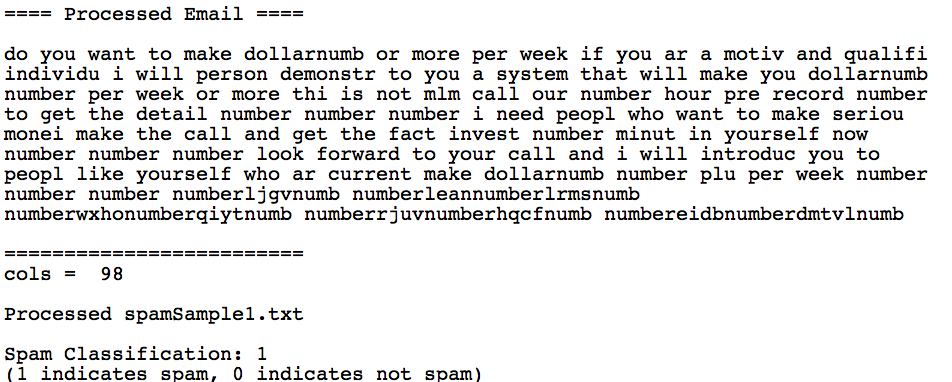 ==== Processed Email ====
do you want to make dollarnumb or more per week if you ar a motiv and qualifi
individu i will person demonstr to you a system that will make you dollarnumb
number per week or more thi is not mlm call our number hour pre record number
to get the detail number number number i need peopl who want to make seriou
monei make the call and get the fact invest number minut in yourself now
number number number look forward to your call and i will introduc you to
peopl like yourself who ar current make dollarnumb number plu per week number
number number numberljgvnumb numberleannumberlrmsnumb
numberwxhonumberqiytnumb numberrjuvnumberhqcfnumb numbereidbnumberdmtvlnumb
=========================
cols =  98
Processed spamSample1.txt
Spam Classification: 1
(1 indicates spam, 0 indicates not spam)